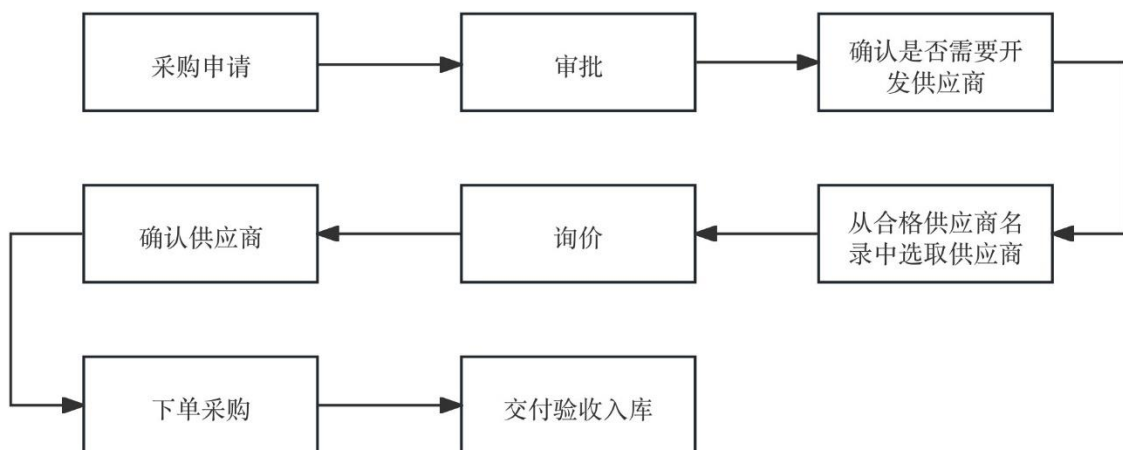 采购申请
审批
确认是否需要开
发供应商
从合格供应商名
录中选取供应商
询价
确认供应商
下单采购
交付验收入库